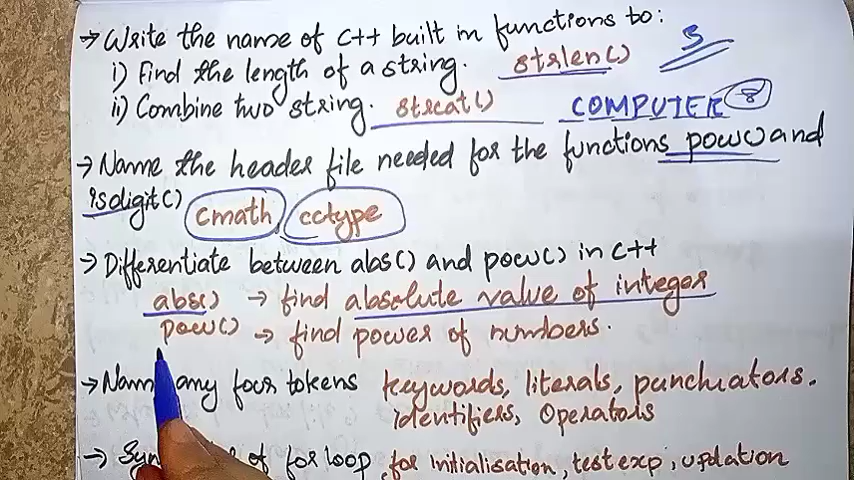 → Write the name of C++ built in functions to:
i) Find the length of a string. strlen() 5
ii) Combine two string. strcat() COMPUTER 8
→ Name the header file needed for the functions pow() and
isdigit() cmath, cctype
→ Differentiate between abs() and pow() in C++
abs() → find absolute value of integer
pow() → find power of numbers.
→ Name any four tokens keywords, literals, punctuators.
identifiers, Operators
→ of for loop, for initialisation, test exp; updation